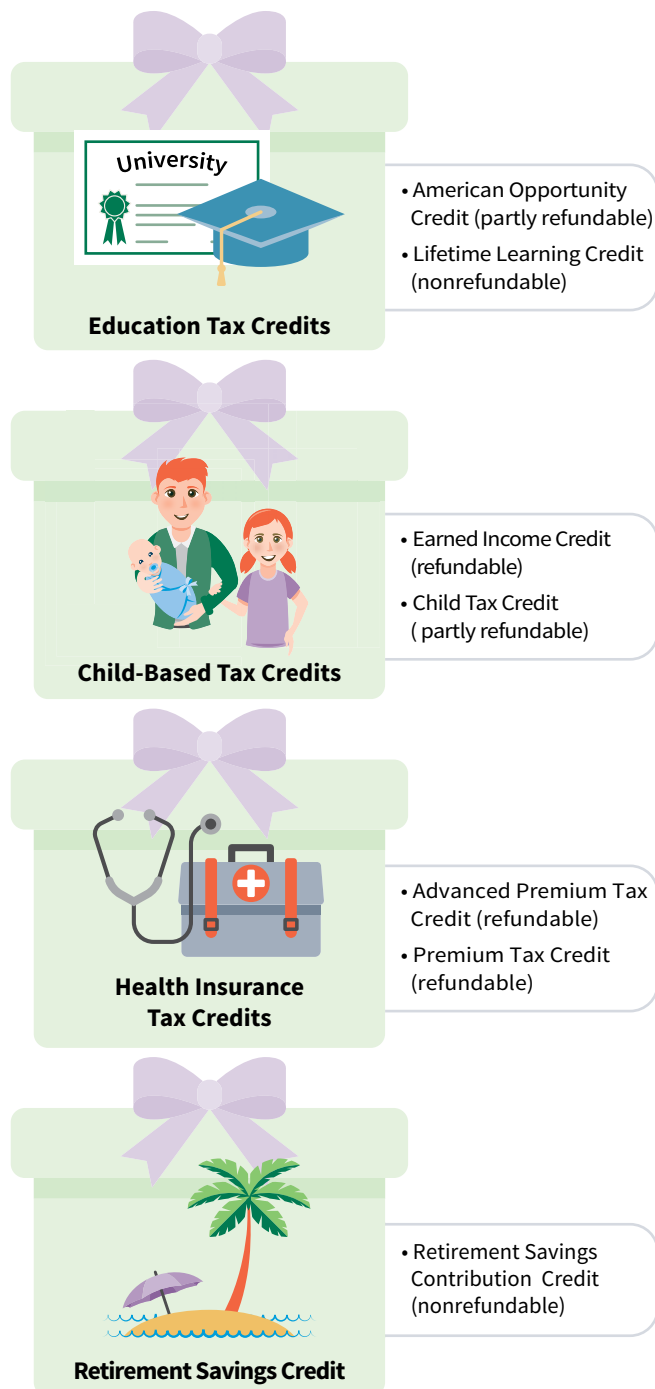 University
Education Tax Credits
• American Opportunity
Credit (partly refundable)
• Lifetime Learning Credit
(nonrefundable)
Child-Based Tax Credits
• Earned Income Credit
(refundable)
• Child Tax Credit
( partly refundable)
Health Insurance
Tax Credits
• Advanced Premium Tax
Credit (refundable)
• Premium Tax Credit
(refundable)
Retirement Savings Credit
• Retirement Savings
Contribution Credit
(nonrefundable)